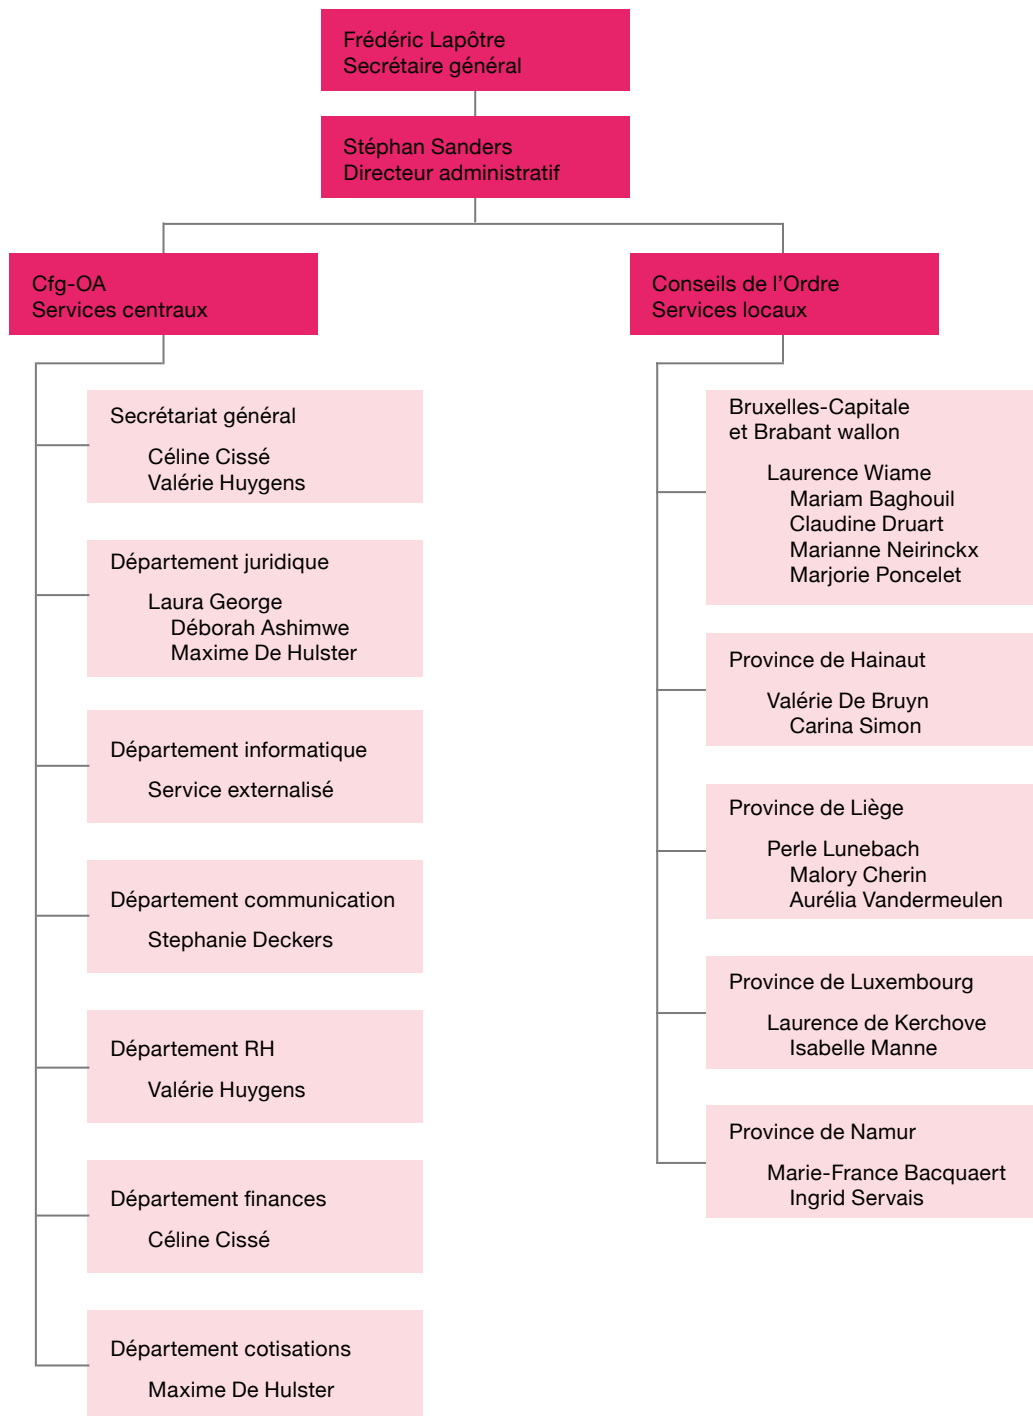 Frédéric Lapôtre
Secrétaire général
Stéphan Sanders
Directeur administratif
Cfg-OA
Services centraux
Secrétariat général
Céline Cissé
Valérie Huygens
Département juridique
Laura George
Déborah Ashimwe
Maxime De Hulster
Département informatique
Service externalisé
Département communication
Stephanie Deckers
Département RH
Valérie Huygens
Département finances
Céline Cissé
Département cotisations
Maxime De Hulster
Conseils de l’Ordre
Services locaux
Bruxelles-Capitale
et Brabant wallon
Laurence Wiame
Mariam Baghouil
Claudine Druart
Marianne Neirinckx
Marjorie Poncelet
Province de Hainaut
Valérie De Bruyn
Carina Simon
Province de Liège
Perle Lunebach
Malory Cherin
Aurélia Vandermeulen
Province de Luxembourg
Laurence de Kerchove
Isabelle Manne
Province de Namur
Marie-France Bacquaert
Ingrid Servais